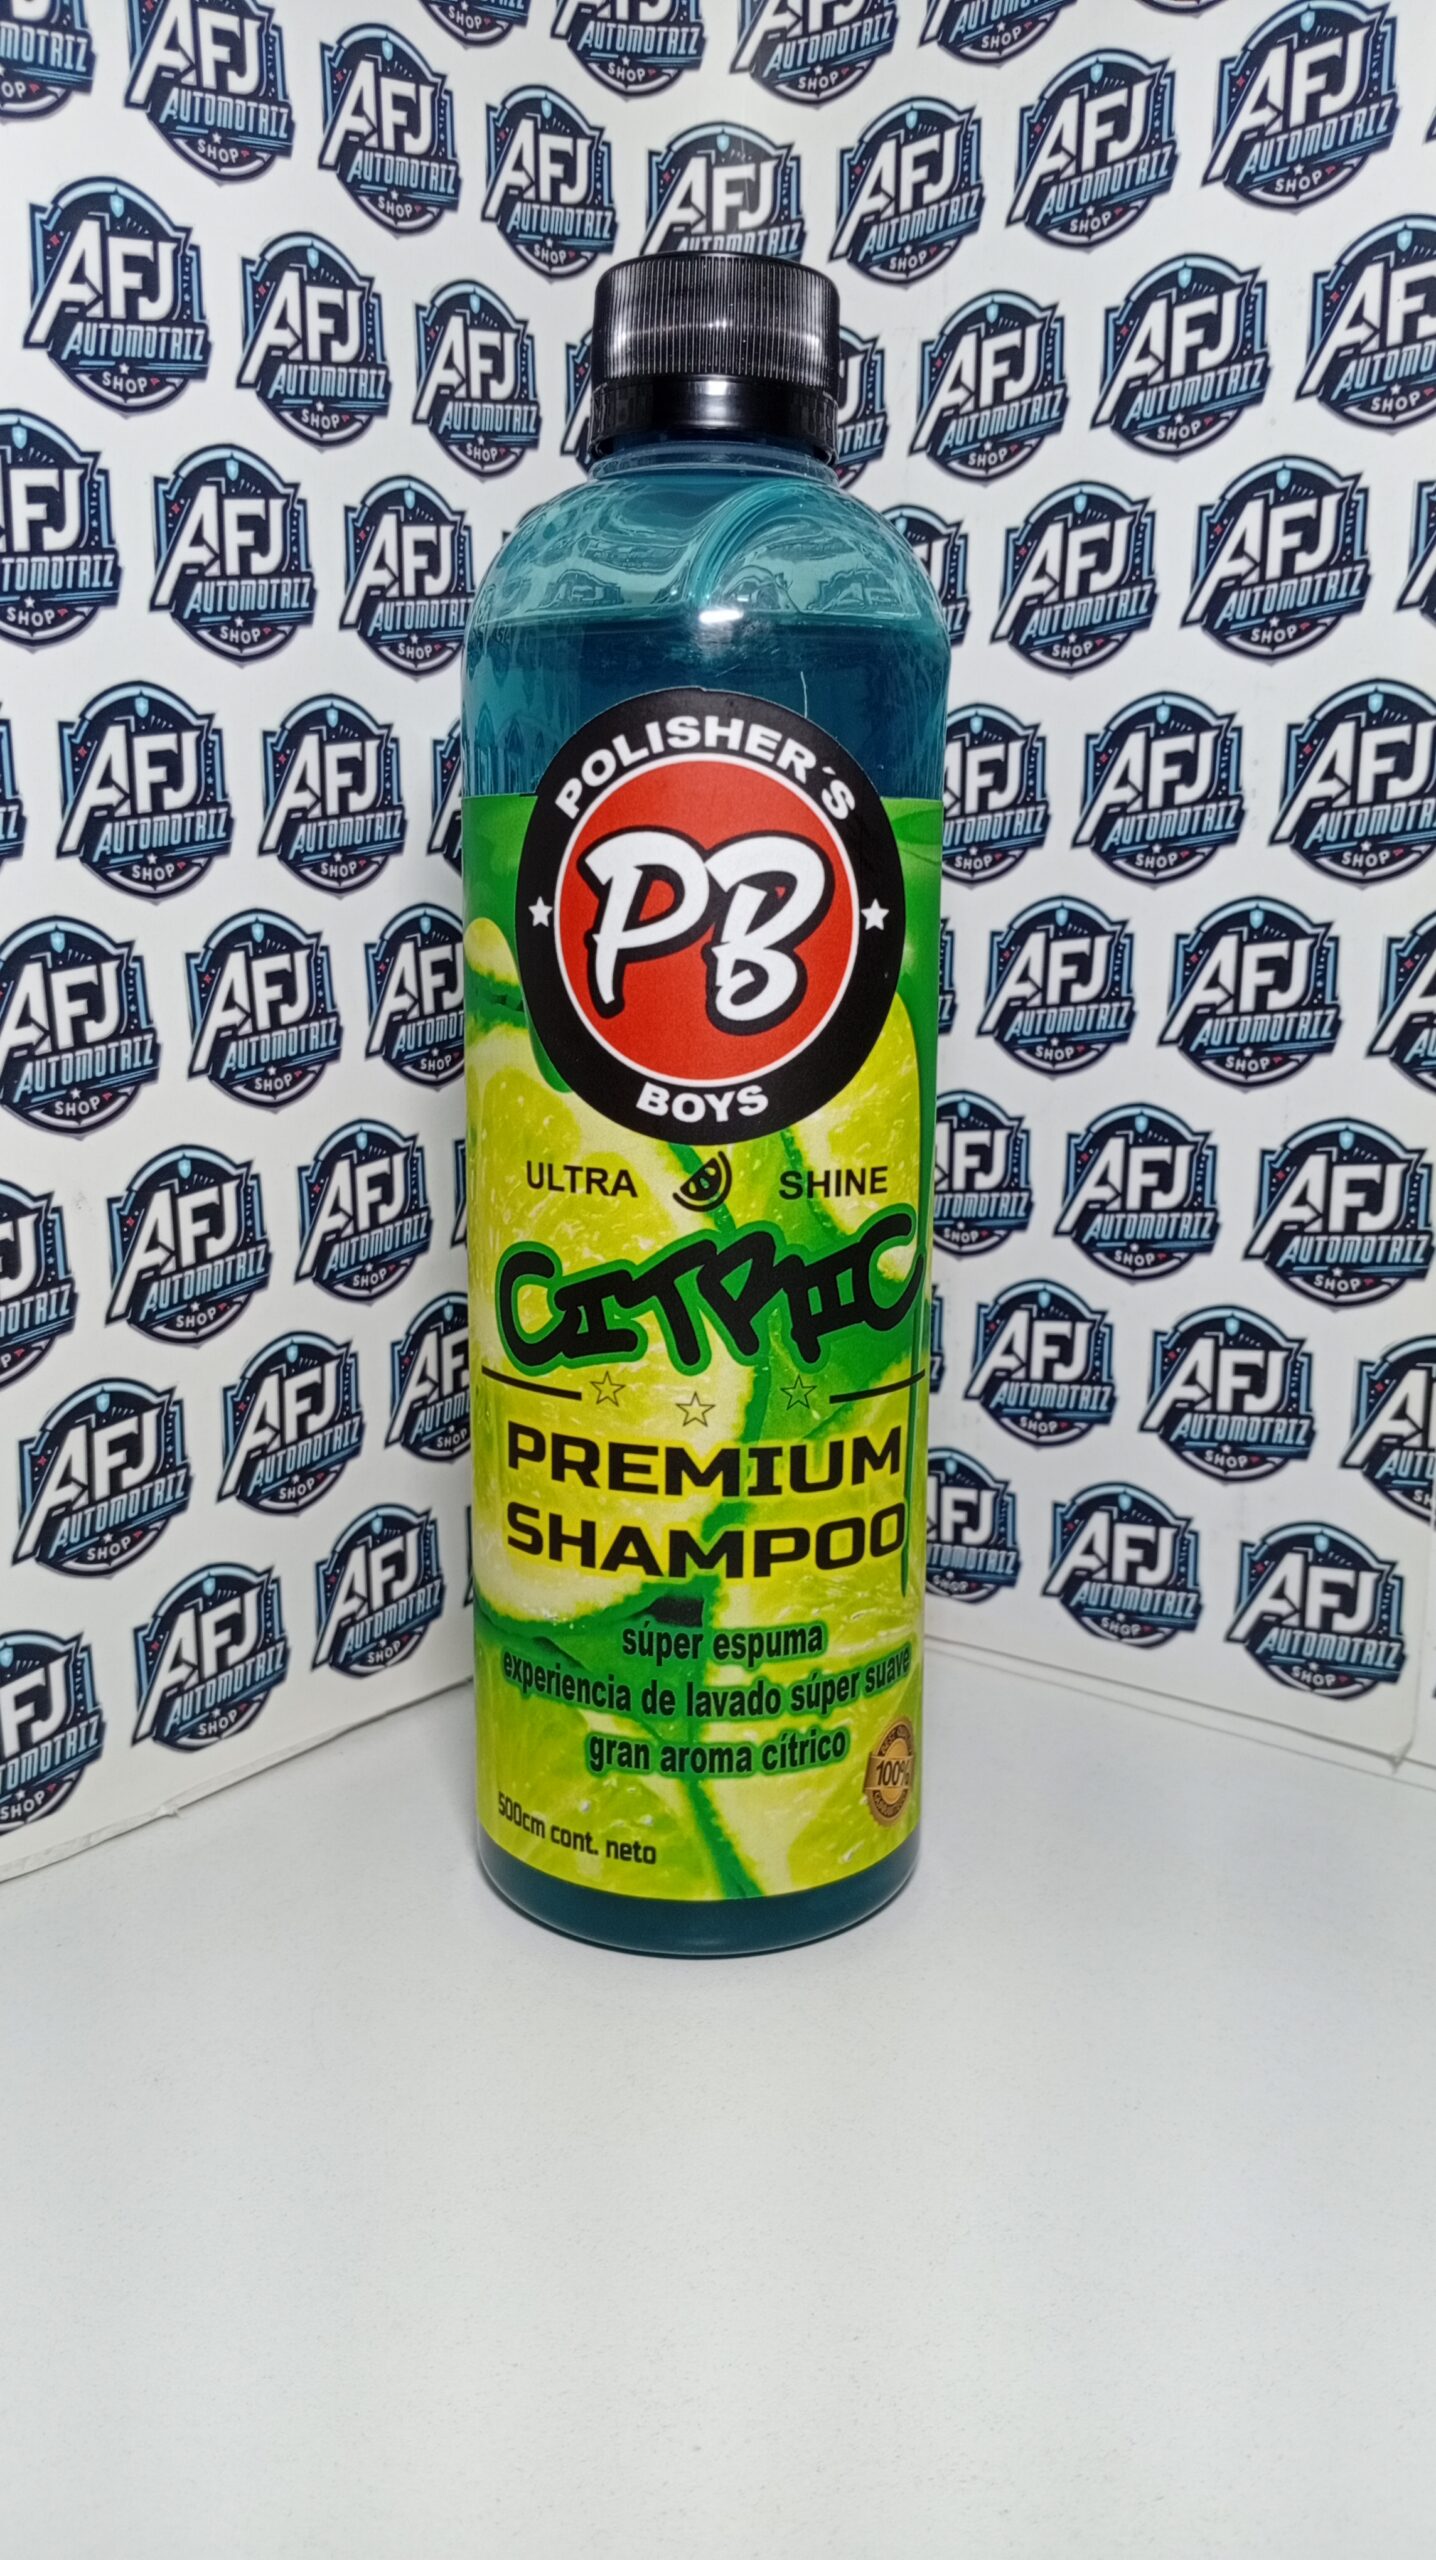 POLISHER´S
PB
BOYS
ULTRA SHINE
CITRIC
PREMIUM
SHAMPOO
súper espuma
experiencia de lavado súper suave
gran aroma cítrico
100%
500cm cont. neto
AFJ
AUTOMOTRIZ
SHOP